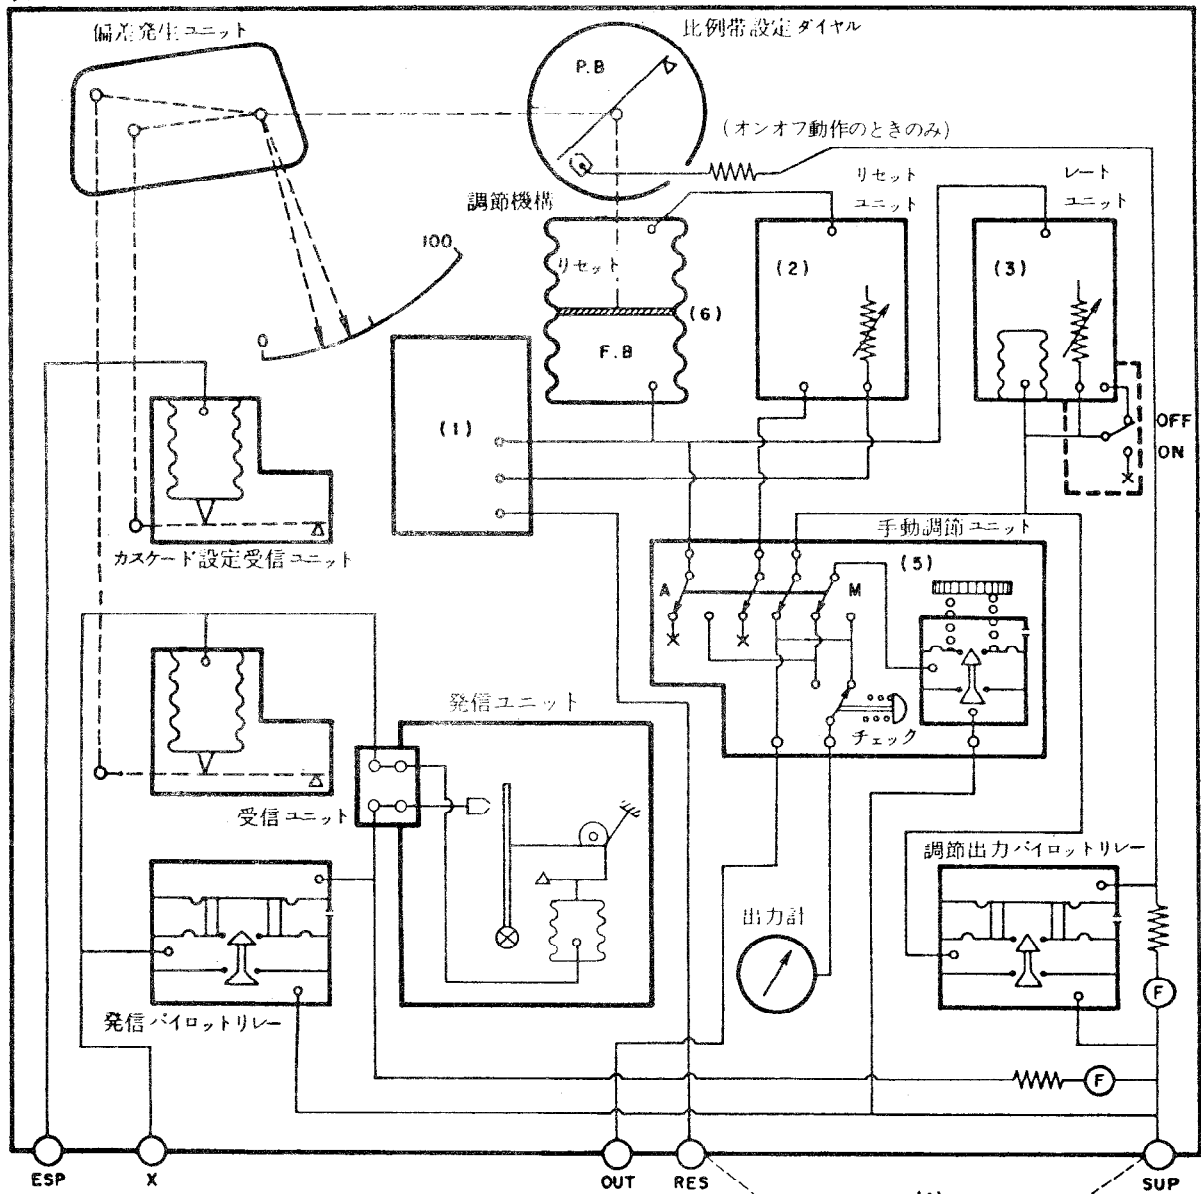 偏差発生ユニット
比例帯設定ダイヤル
P.B
(オンオフ動作のときのみ)
リセット
ユニット
レート
ユニット
調節機構
100
リセット
(2)
(3)
(6)
0
F.B
(1)
OFF
ON
カスケード設定受信ユニット
手動調節ユニット
(5)
A
M
発信ユニット
チェック
受信ユニット
調節出力パイロットリレー
出力計
F
発信パイロットリレー
F
ESP
X
OUT
RES
SUP